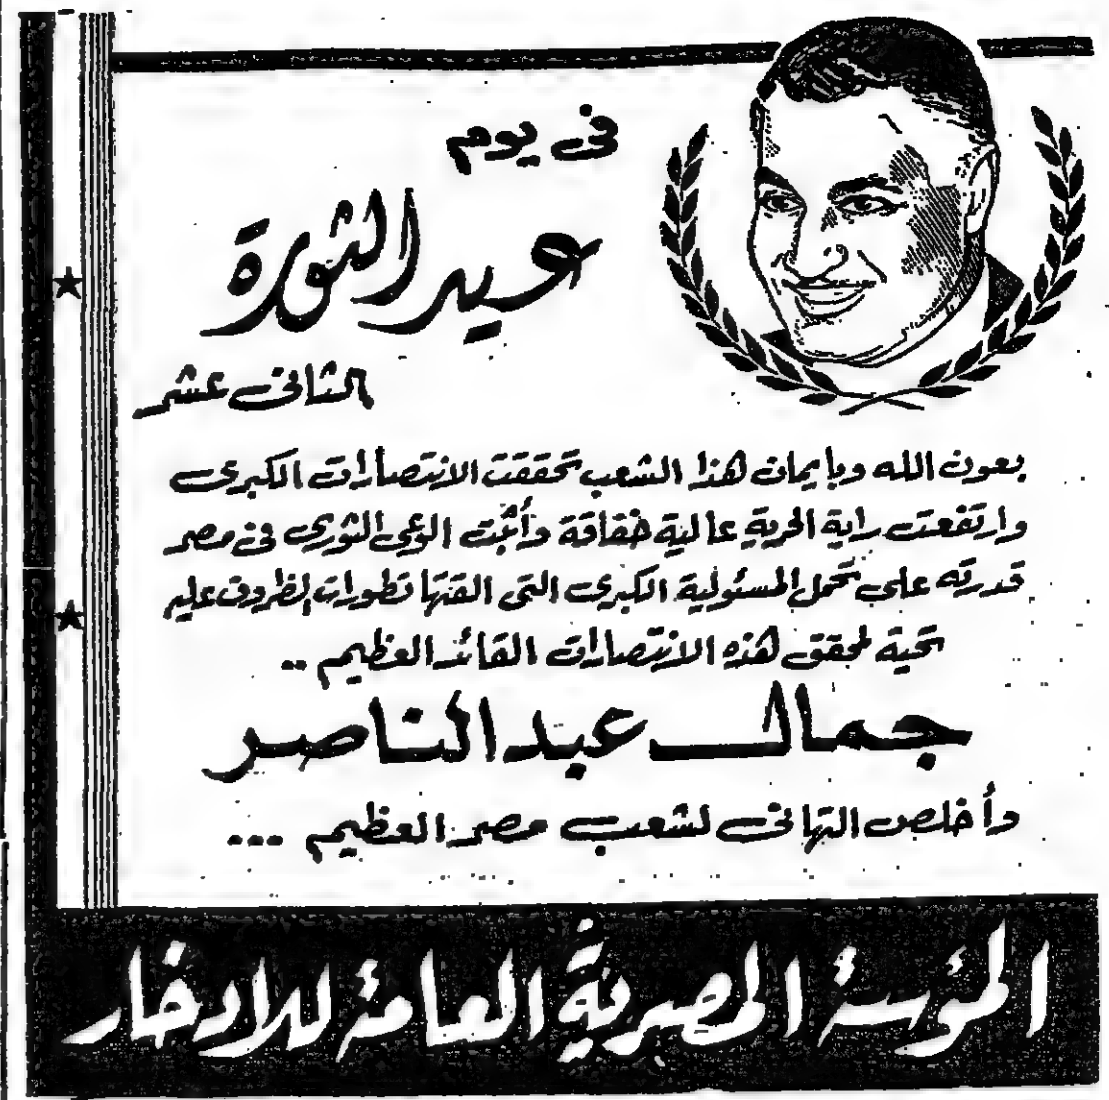 فى يوم
عيد الثورة
الثانى عشر
بعون الله وبايمان هذا الشعب تحققت الانتصارات الكبرى
وارتفعت راية الحرية عالية خفاقة وأثبت الوعى الثورى فى مصر
قدرته على تحمل المسئولية الكبرى التى القتها تطورات الظروف عليه
تحية لمحقق هذه الانتصارات القائد العظيم ..
جمال عبد الناصر
وأخلص التهانى لشعب مصر العظيم ...
المؤسسة المصرية العامة للادخار